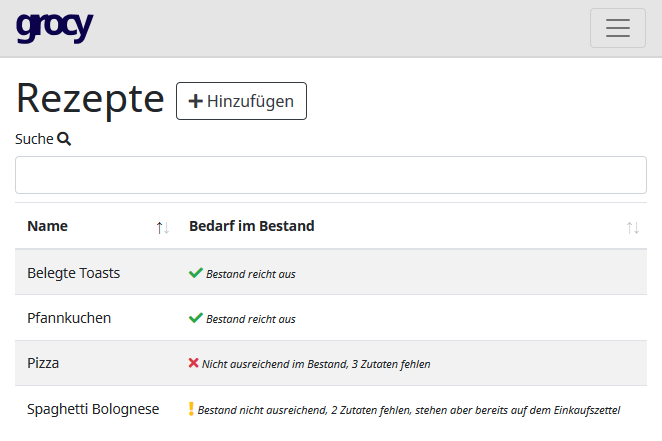 grocy
Rezepte
Hinzufügen
Suche
Name Bedarf im Bestand
Belegte Toasts Bestand reicht aus
Pfannkuchen Bestand reicht aus
Pizza Nicht ausreichend im Bestand, 3 Zutaten fehlen
Spaghetti Bolognese Bestand nicht ausreichend, 2 Zutaten fehlen, stehen aber bereits auf dem Einkaufszettel